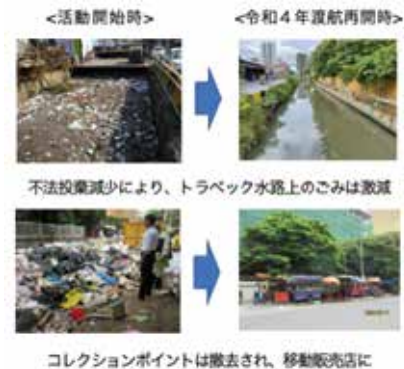 <活動開始時> <令和4年渡航再開時>
不法投棄減少により、トラベック水路上のごみは激減
コレクションポイントは撤去され、移動販売店に